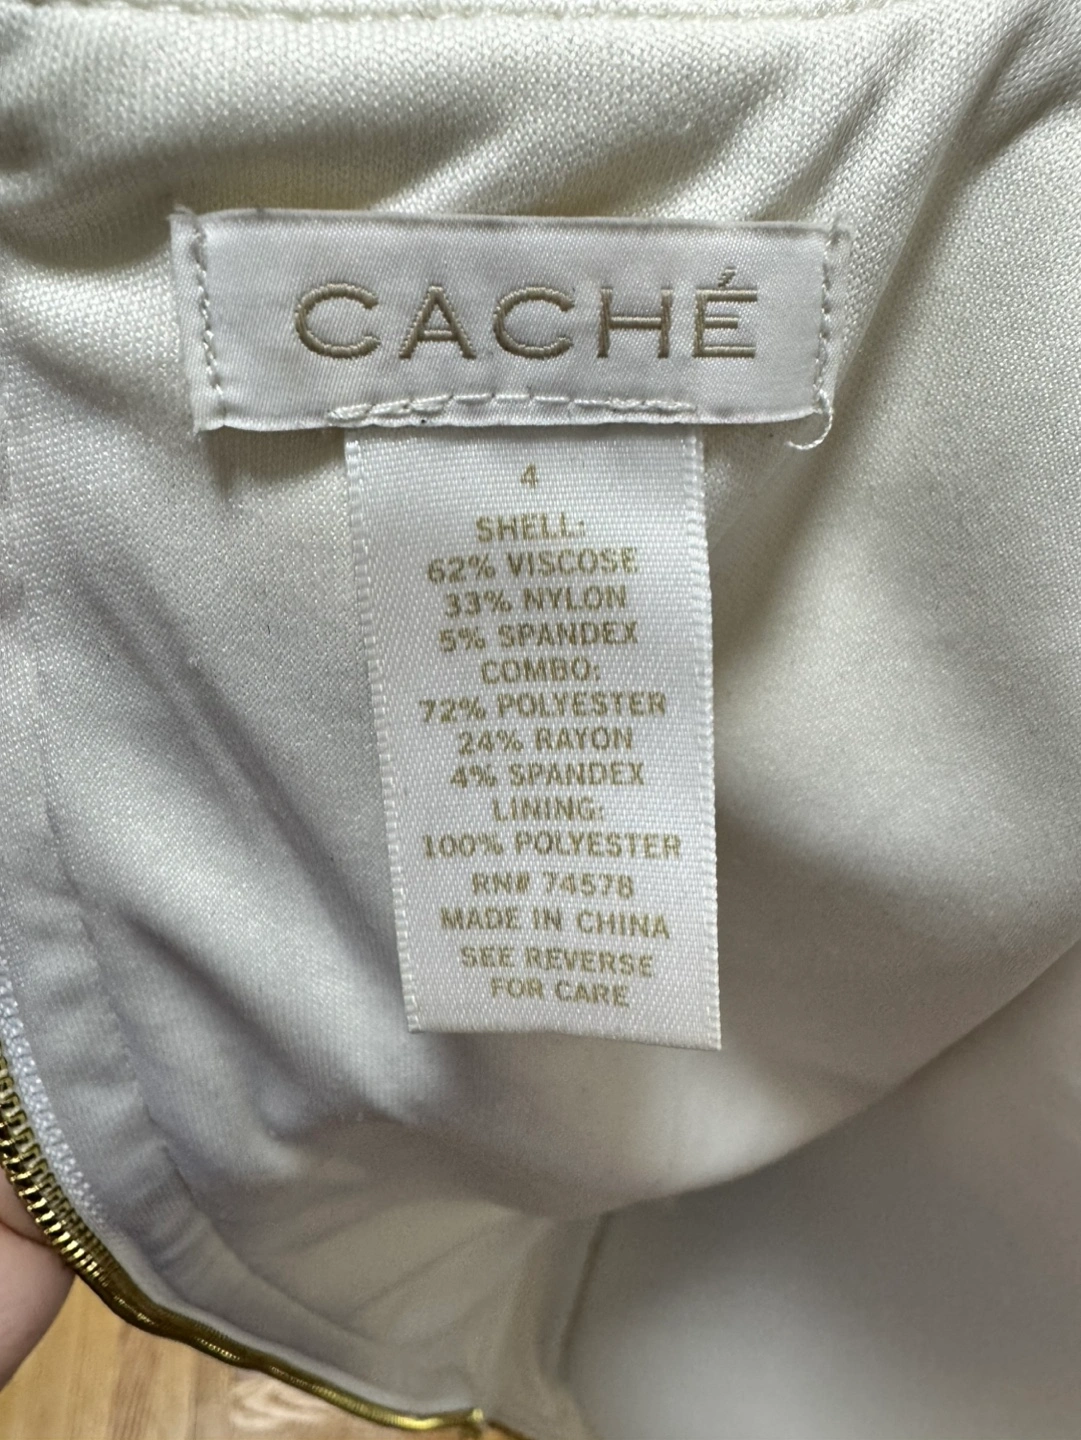 CACHÉ
4
SHELL:
62% VISCOSE
33% NYLON
5% SPANDEX
COMBO:
72% POLYESTER
24% RAYON
4% SPANDEX
LINING:
100% POLYESTER
RN# 74578
MADE IN CHINA
SEE REVERSE
FOR CARE